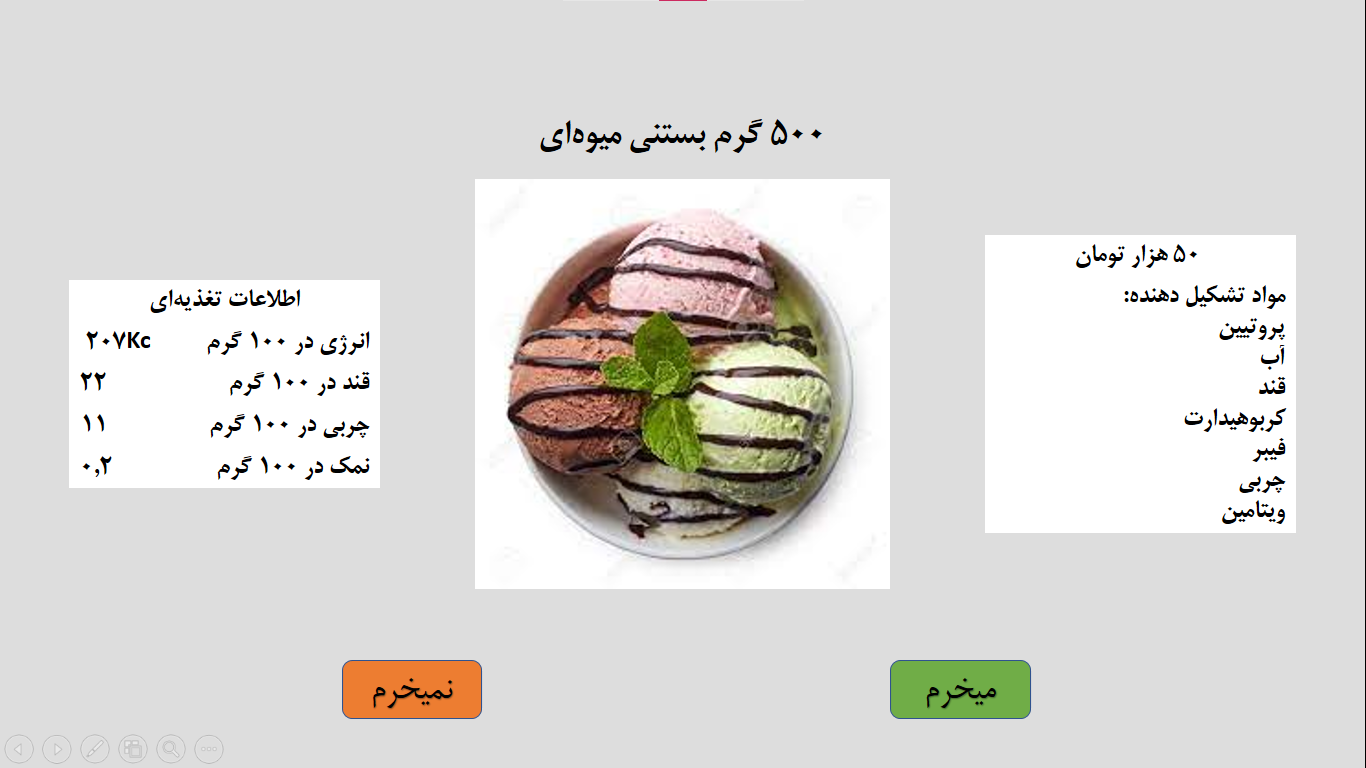 ۵۰۰ گرم بستنی میوه‌ای
۵۰ هزار تومان
مواد تشکیل دهنده:
پروتیین
آب
قند
کربوهیدارت
فیبر
چربی
ویتامین
اطلاعات تغذیه‌ای
انرژی در ۱۰۰ گرم ۲۰۷Kc
قند در ۱۰۰ گرم ۲۲
چربی در ۱۰۰ گرم ۱۱
نمک در ۱۰۰ گرم ۰,۲
میخرم
نمیخرم